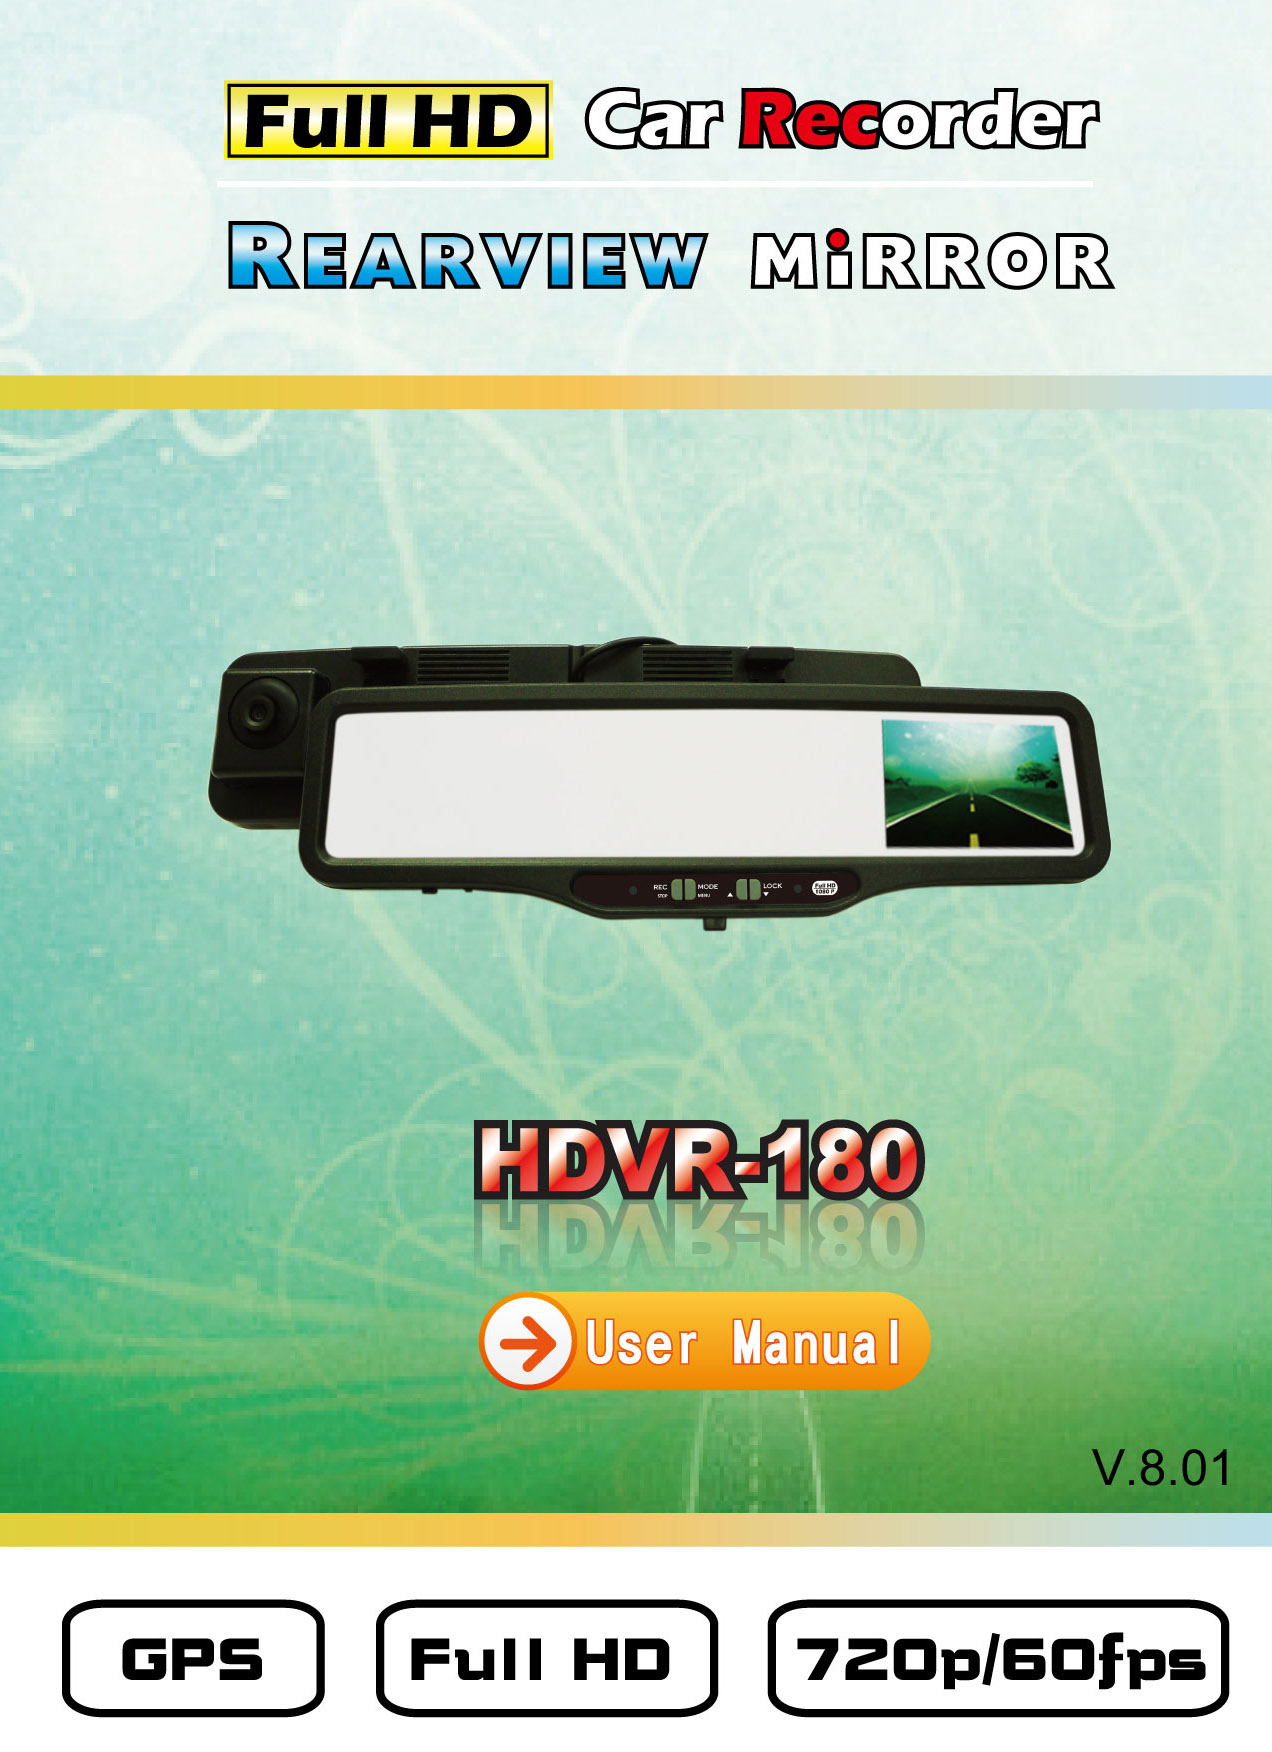 Full HD Car Recorder
REARVIEW MiRROR
REC MODE LOCK Full HD
STOP MENU ▲ ▼ 1080 P
HDVR-180
User Manual
V.8.01
GPS Full HD 720p/60fps